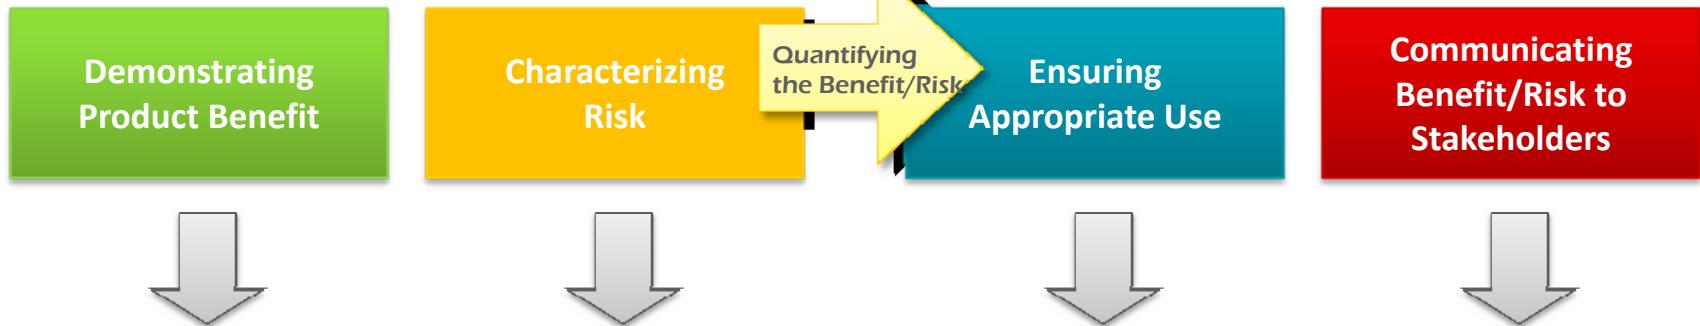 Demonstrating
Product Benefit
Characterizing
Risk
Quantifying
the Benefit/Risk
Ensuring
Appropriate Use
Communicating
Benefit/Risk to
Stakeholders